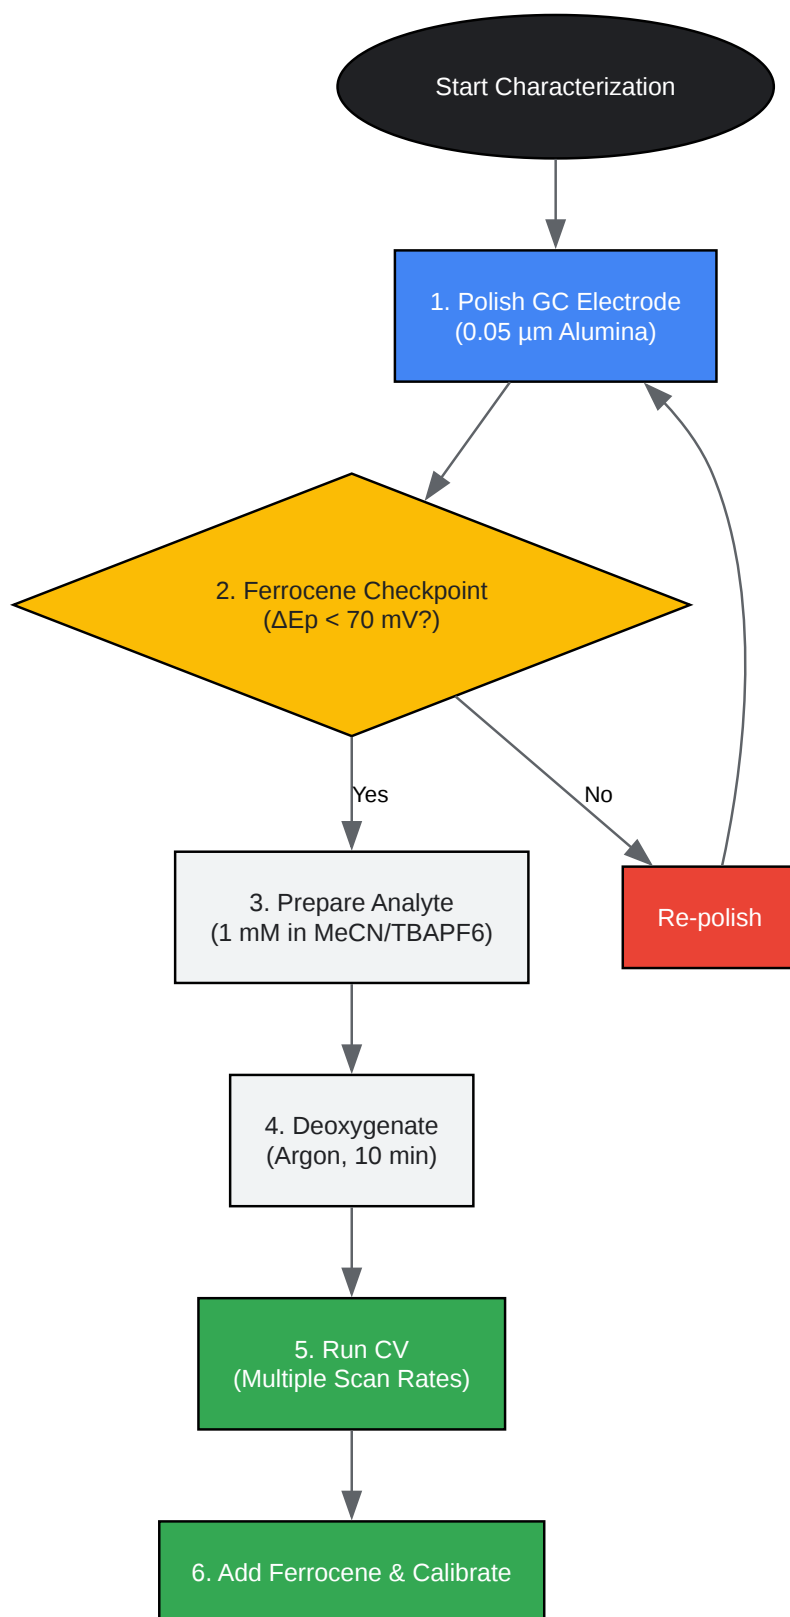 Start Characterization
1. Polish GC Electrode
(0.05 µm Alumina)
2. Ferrocene Checkpoint
(ΔEp < 70 mV?)
Yes
No
3. Prepare Analyte
(1 mM in MeCN/TBAPF6)
Re-polish
4. Deoxygenate
(Argon, 10 min)
5. Run CV
(Multiple Scan Rates)
6. Add Ferrocene & Calibrate